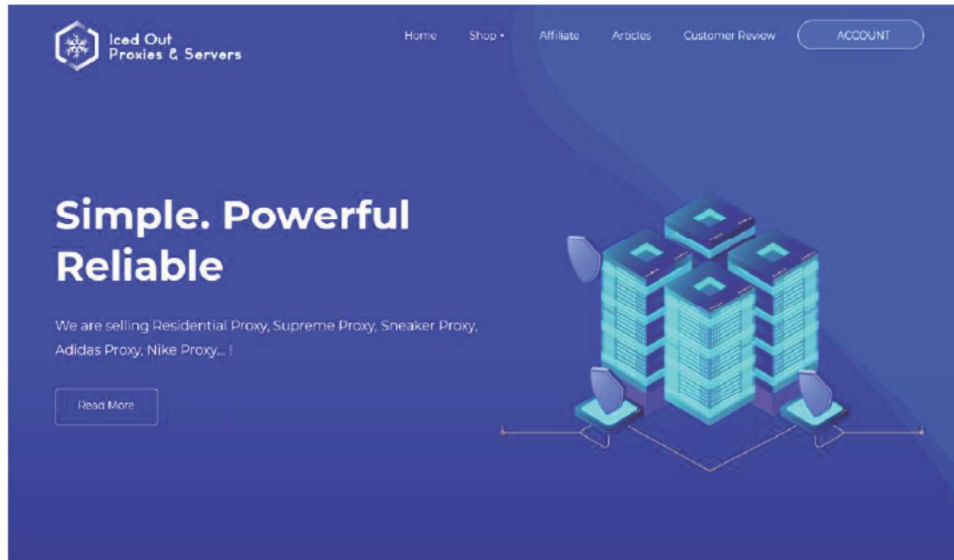 Iced Out
Proxies & Servers
Home Shop Affiliate Articles Customer Review ACCOUNT
Simple. Powerful
Reliable
We are selling Residential Proxy, Supreme Proxy, Sneaker Proxy,
Adidas Proxy, Nike Proxy... !
Read More